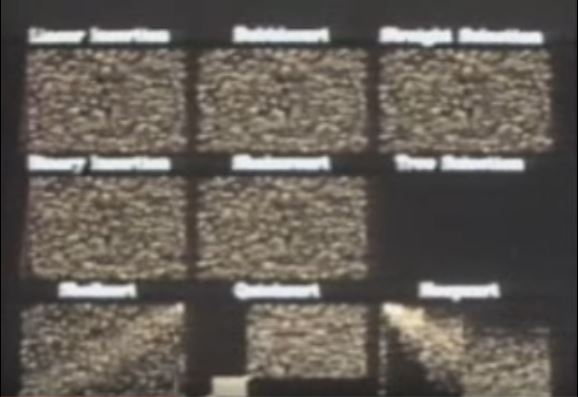 Linear Insertion Bubblesort Straight Selection
Binary Insertion Shakersort Tree Selection
Shellsort Quicksort Heapsort